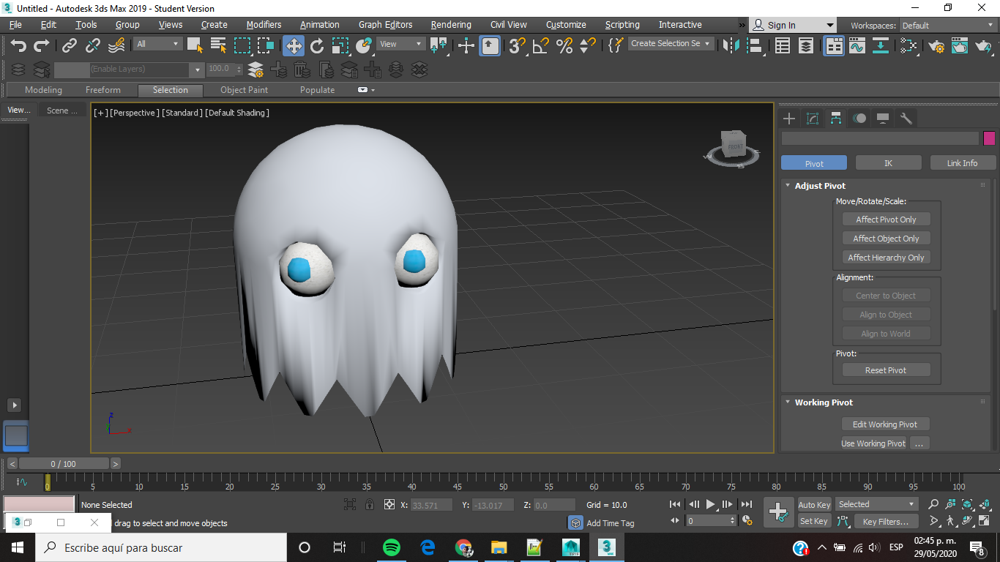 Untitled - Autodesk 3ds Max 2019 - Student Version
File Edit Tools Group Views Create Modifiers Animation Graph Editors Rendering Civil View Customize Scripting Interactive » Sign In Workspaces: Default
All View Create Selection Se
(Enable Layers) 100.0
Modeling Freeform Selection Object Paint Populate
View... Scene ...
[+] [Perspective ] [Standard ] [Default Shading ]
FRONT
Pivot IK Link Info
Adjust Pivot
Move/Rotate/Scale:
Affect Pivot Only
Affect Object Only
Affect Hierarchy Only
Alignment:
Center to Object
Align to Object
Align to World
Pivot:
Reset Pivot
Working Pivot
Edit Working Pivot
Use Working Pivot ...
z
y
x
< 0 / 100 >
0 5 10 15 20 25 30 35 40 45 50 55 60 65 70 75 80 85 90 95 100
None Selected X: 33.571 Y: -13.017 Z: 0.0 Grid = 10.0 Auto Key Selected
drag to select and move objects Add Time Tag 0 Set Key Key Filters...
Escribe aquí para buscar
ESP
02:45 p. m.
29/05/2020
8